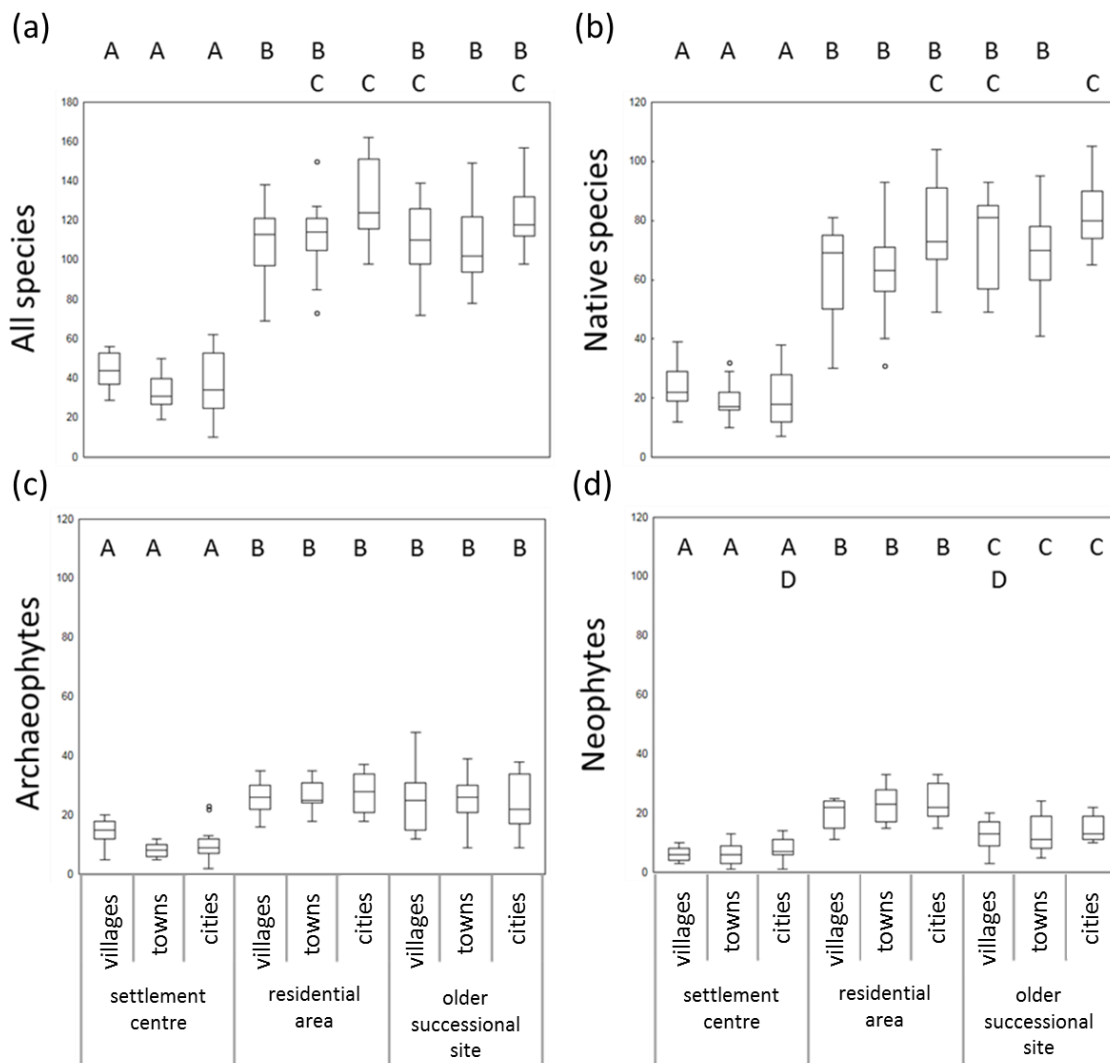 (a)
A A A B B B B B
C C C C
All species
180
160
140
120
100
80
60
40
20
0
(b)
A A A B B B B B
C C C
Native species
120
100
80
60
40
20
0
(c)
Archaeophytes
120
A A A B B B B B B
100
80
60
40
20
0
villages towns cities villages towns cities villages towns cities
settlement
centre
residential
area
older
successional
site
(d)
Neophytes
120
A A A B B B C C C
D D
100
80
60
40
20
0
villages towns cities villages towns cities villages towns cities
settlement
centre
residential
area
older
successional site